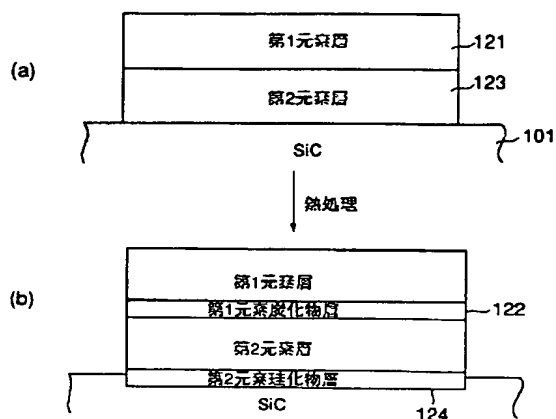 (a)
第1元素層
121
第2元素層
123
SiC
101
熱処理
(b)
第1元素層
第1元素炭化物層
122
第2元素層
第2元素珪化物層
SiC
124